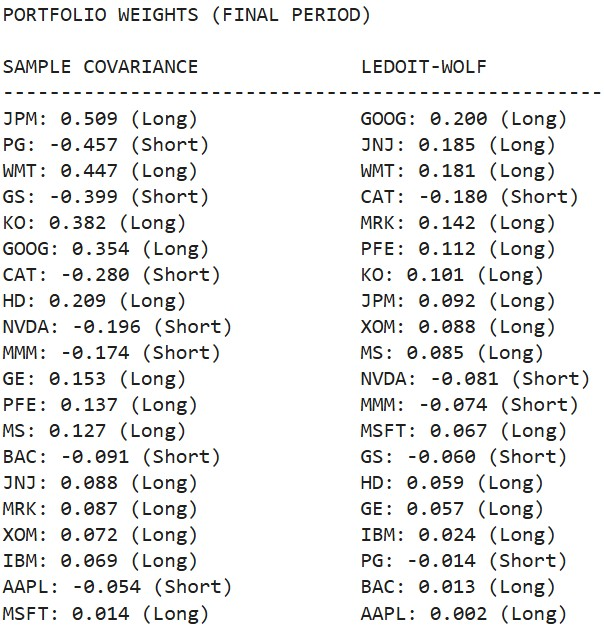 PORTFOLIO WEIGHTS (FINAL PERIOD)
SAMPLE COVARIANCE LEDOIT-WOLF
----------------------------------------------------
JPM: 0.509 (Long) GOOG: 0.200 (Long)
PG: -0.457 (Short) JNJ: 0.185 (Long)
WMT: 0.447 (Long) WMT: 0.181 (Long)
GS: -0.399 (Short) CAT: -0.180 (Short)
KO: 0.382 (Long) MRK: 0.142 (Long)
GOOG: 0.354 (Long) PFE: 0.112 (Long)
CAT: -0.280 (Short) KO: 0.101 (Long)
HD: 0.209 (Long) JPM: 0.092 (Long)
NVDA: -0.196 (Short) XOM: 0.088 (Long)
MMM: -0.174 (Short) MS: 0.085 (Long)
GE: 0.153 (Long) NVDA: -0.081 (Short)
PFE: 0.137 (Long) MMM: -0.074 (Short)
MS: 0.127 (Long) MSFT: 0.067 (Long)
BAC: -0.091 (Short) GS: -0.060 (Short)
JNJ: 0.088 (Long) HD: 0.059 (Long)
MRK: 0.087 (Long) GE: 0.057 (Long)
XOM: 0.072 (Long) IBM: 0.024 (Long)
IBM: 0.069 (Long) PG: -0.014 (Short)
AAPL: -0.054 (Short) BAC: 0.013 (Long)
MSFT: 0.014 (Long) AAPL: 0.002 (Long)